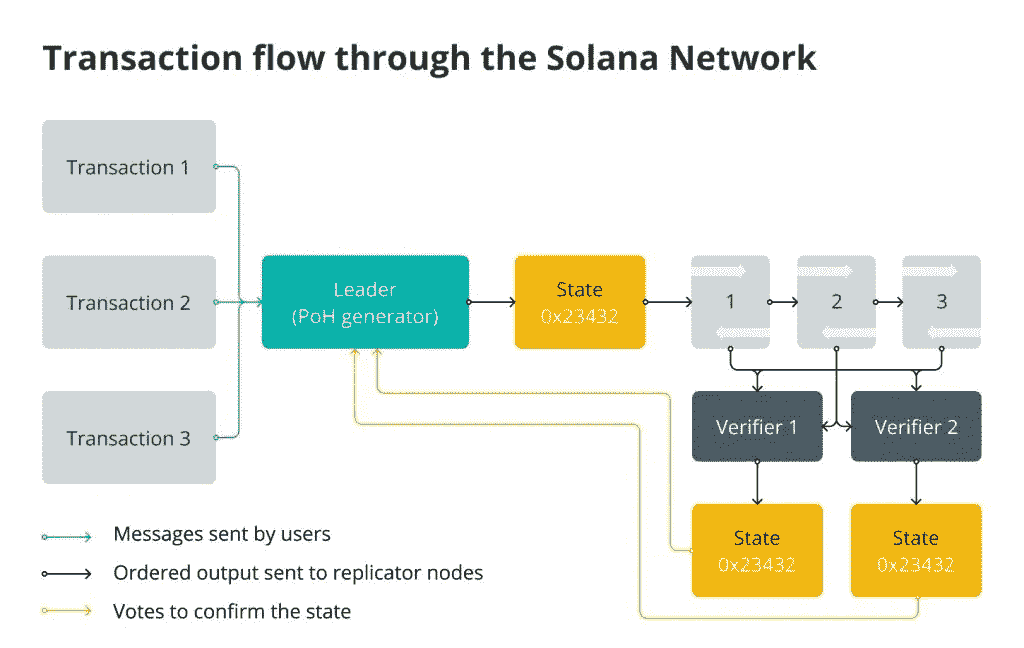 Transaction flow through the Solana Network
Transaction 1
Transaction 2
Transaction 3
Leader
(PoH generator)
State
0x23432
1
2
3
Verifier 1
Verifier 2
State
0x23432
State
0x23432
Messages sent by users
Ordered output sent to replicator nodes
Votes to confirm the state